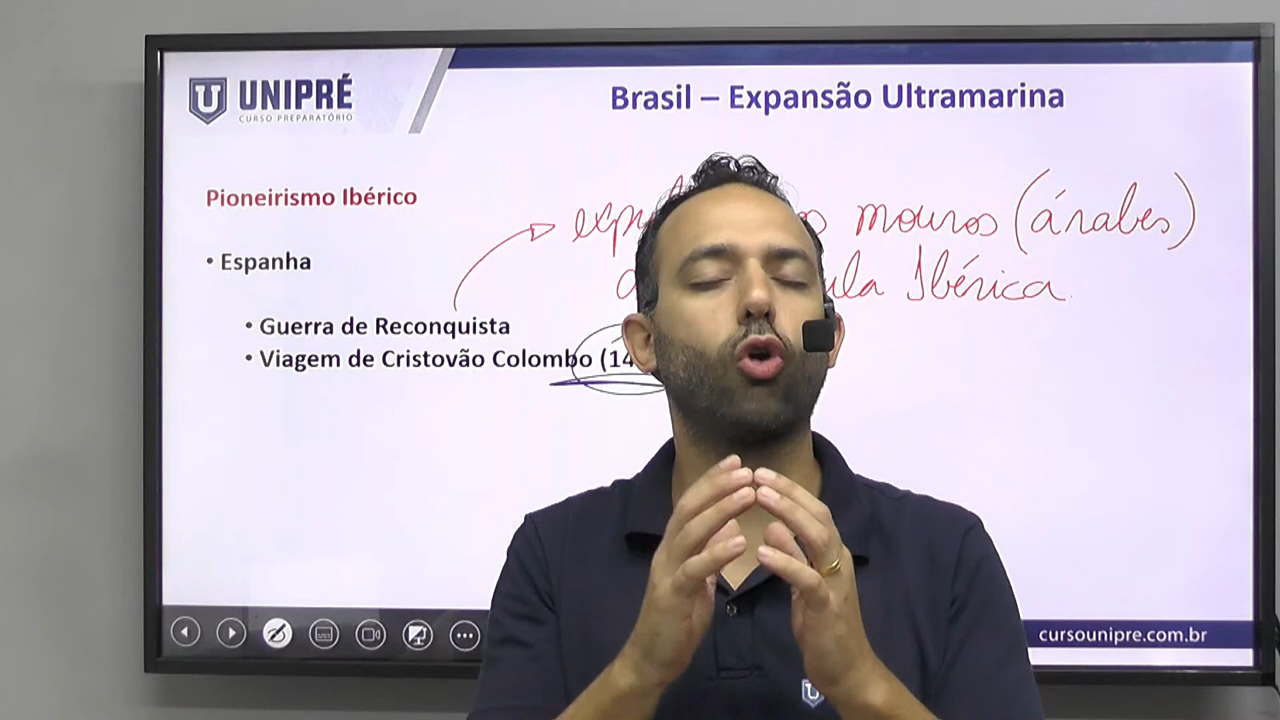 UNIPRÉ
CURSO PREPARATÓRIO
Brasil – Expansão Ultramarina
Pioneirismo Ibérico
mouros (árabes)
Ibérica.
• Espanha
• Guerra de Reconquista
• Viagem de Cristovão Colombo (14
cursounipre.com.br